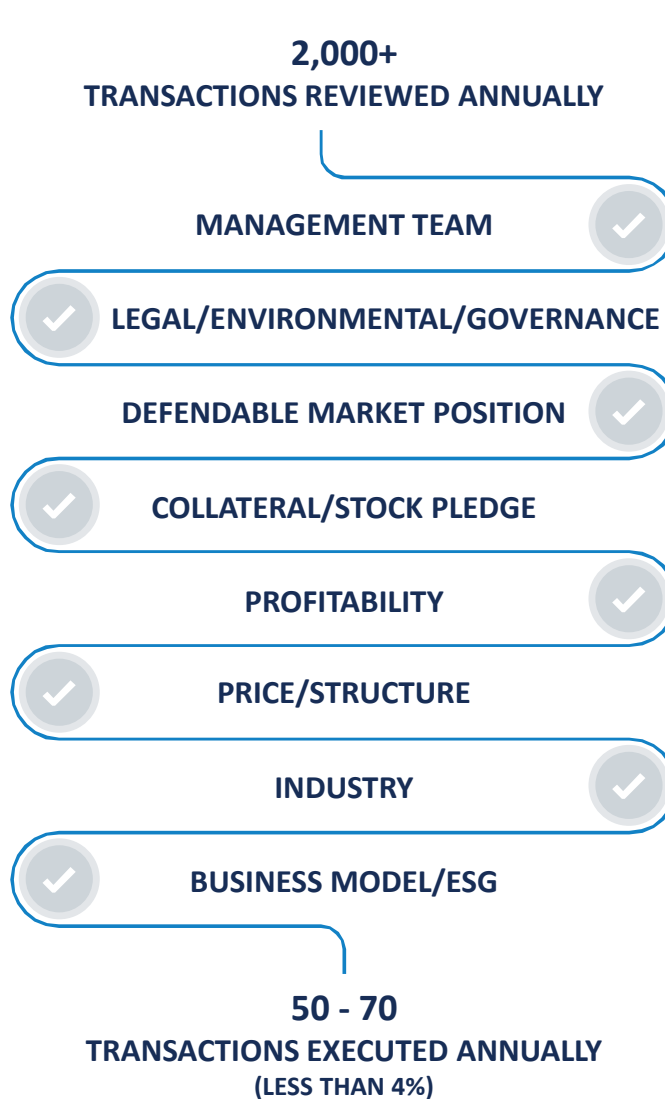 2,000+
TRANSACTIONS REVIEWED ANNUALLY
MANAGEMENT TEAM
LEGAL/ENVIRONMENTAL/GOVERNANCE
DEFENDABLE MARKET POSITION
COLLATERAL/STOCK PLEDGE
PROFITABILITY
PRICE/STRUCTURE
INDUSTRY
BUSINESS MODEL/ESG
50 - 70
TRANSACTIONS EXECUTED ANNUALLY
(LESS THAN 4%)